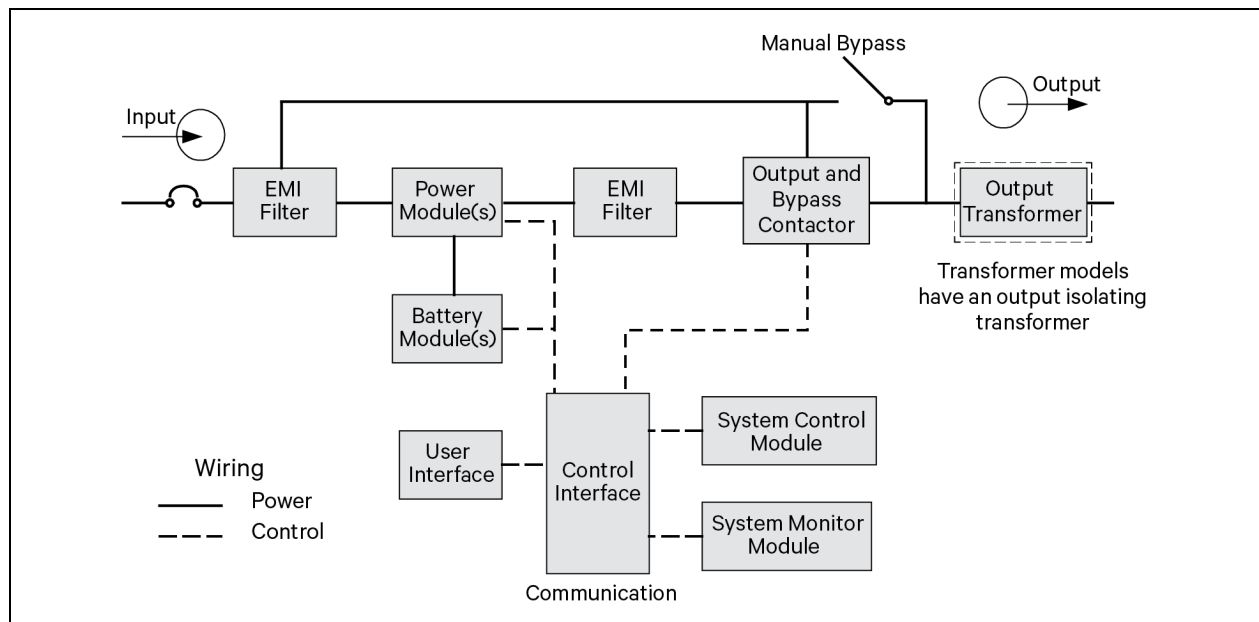 Manual Bypass
Input
Output
EMI
Filter
Power
Module(s)
EMI
Filter
Output and
Bypass
Contactor
Output
Transformer
Transformer models
have an output isolating
transformer
Battery
Module(s)
User
Interface
Control
Interface
System Control
Module
System Monitor
Module
Wiring
Power
Control
Communication